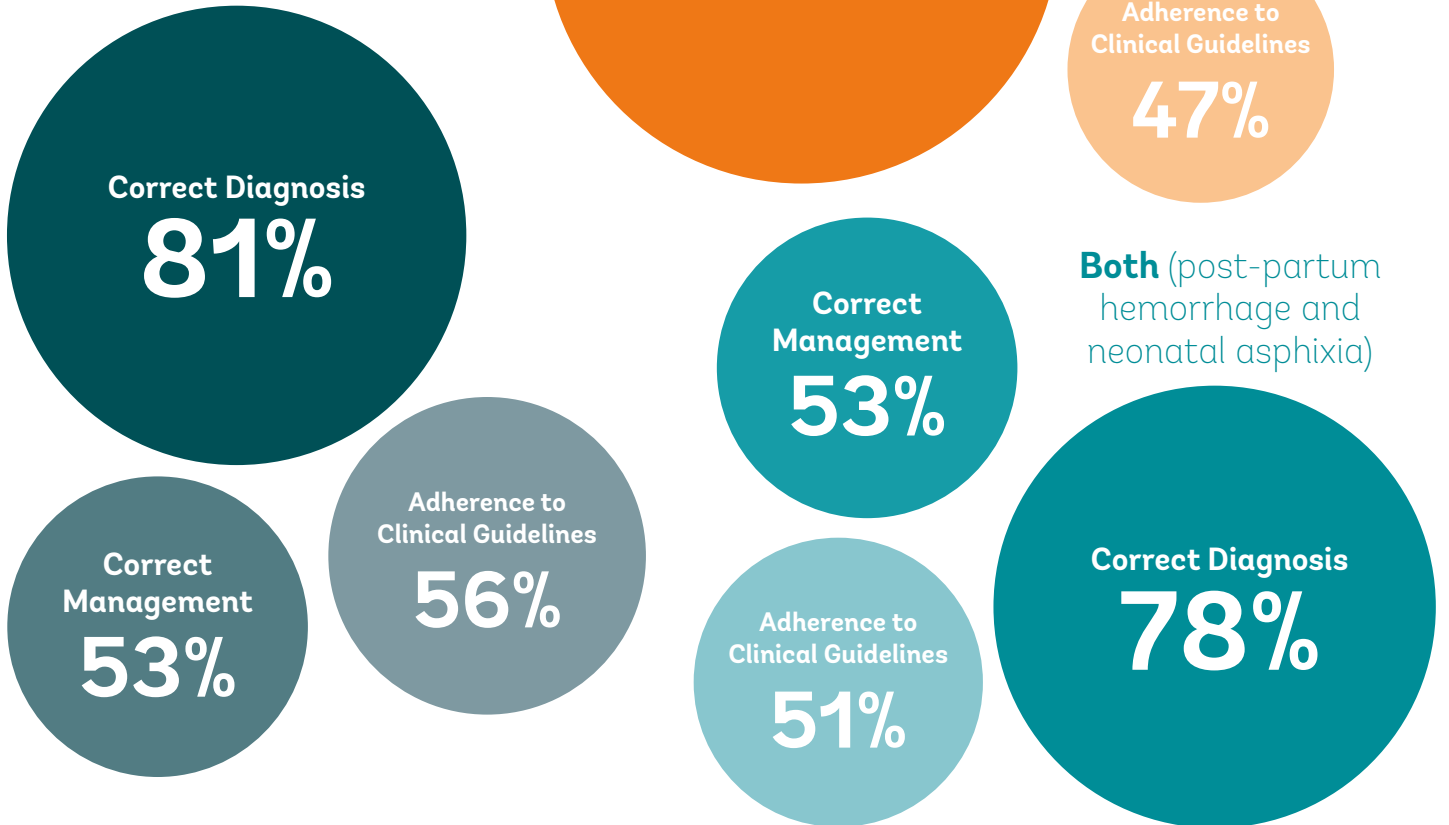 Correct Diagnosis
81%
Correct
Management
53%
Adherence to
Clinical Guidelines
56%
Adherence to
Clinical Guidelines
47%
Both (post-partum
hemorrhage and
neonatal asphixia)
Correct
Management
53%
Adherence to
Clinical Guidelines
51%
Correct Diagnosis
78%